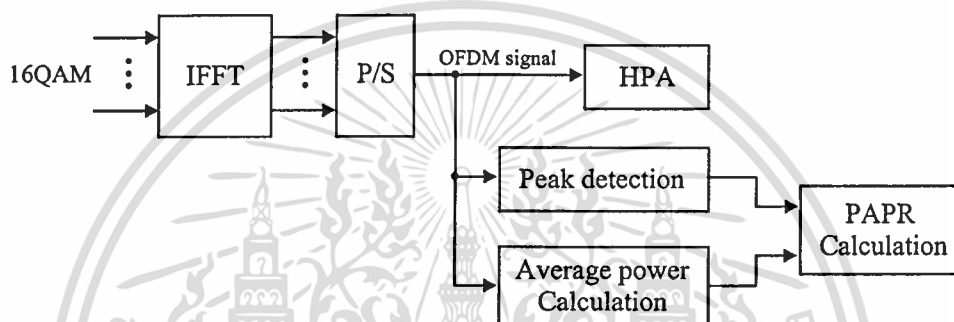 16QAM
IFFT
P/S
OFDM signal
HPA
Peak detection
Average power
Calculation
PAPR
Calculation